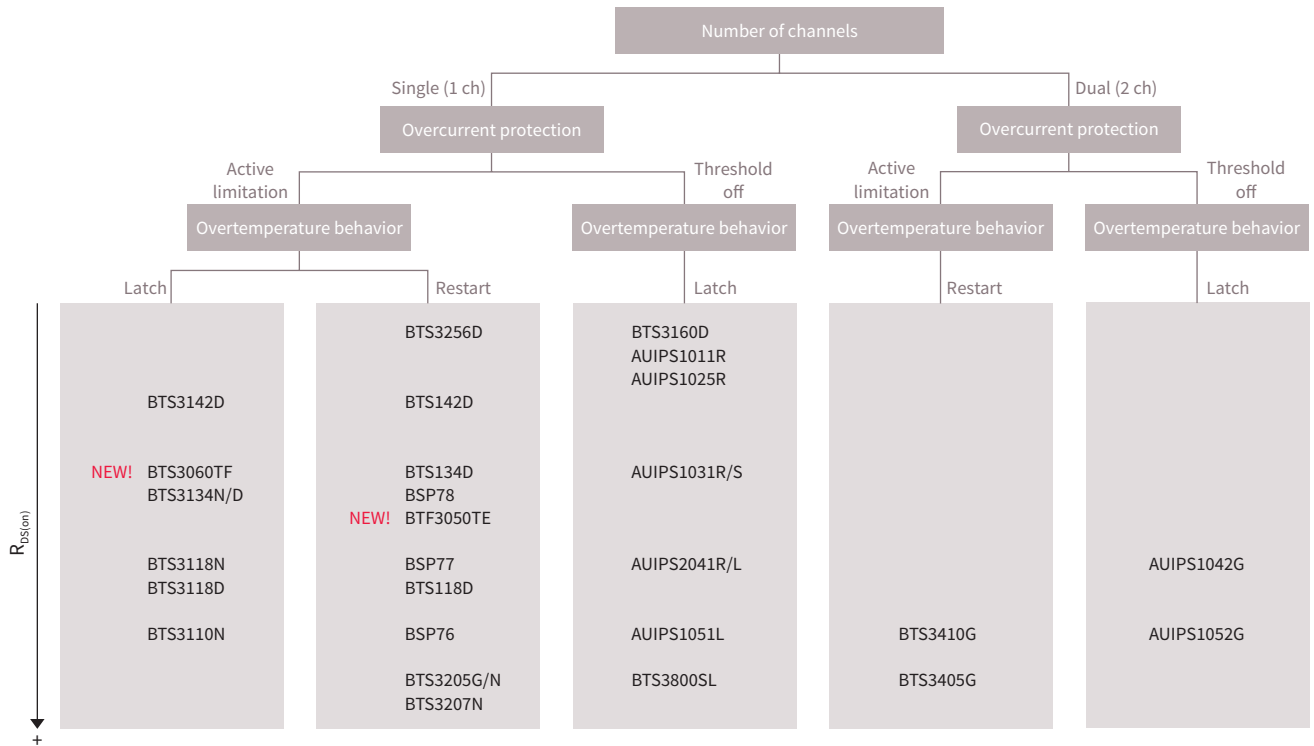 Number of channels
Single (1 ch)
Dual (2 ch)
Overcurrent protection
Overcurrent protection
Active
limitation
Threshold
off
Active
limitation
Threshold
off
Overtemperature behavior
Overtemperature behavior
Overtemperature behavior
Overtemperature behavior
Latch
Restart
Latch
Restart
Latch
BTS3142D
NEW! BTS3060TF
BTS3134N/D
BTS3118N
BTS3118D
BTS3110N
BTS3256D
BTS142D
BTS134D
BSP78
NEW! BTF3050TE
BSP77
BTS118D
BSP76
BTS3205G/N
BTS3207N
BTS3160D
AUIPS1011R
AUIPS1025R
AUIPS1031R/S
AUIPS2041R/L
AUIPS1051L
BTS3800SL
BTS3410G
BTS3405G
AUIPS1042G
AUIPS1052G
RDS(on)
+